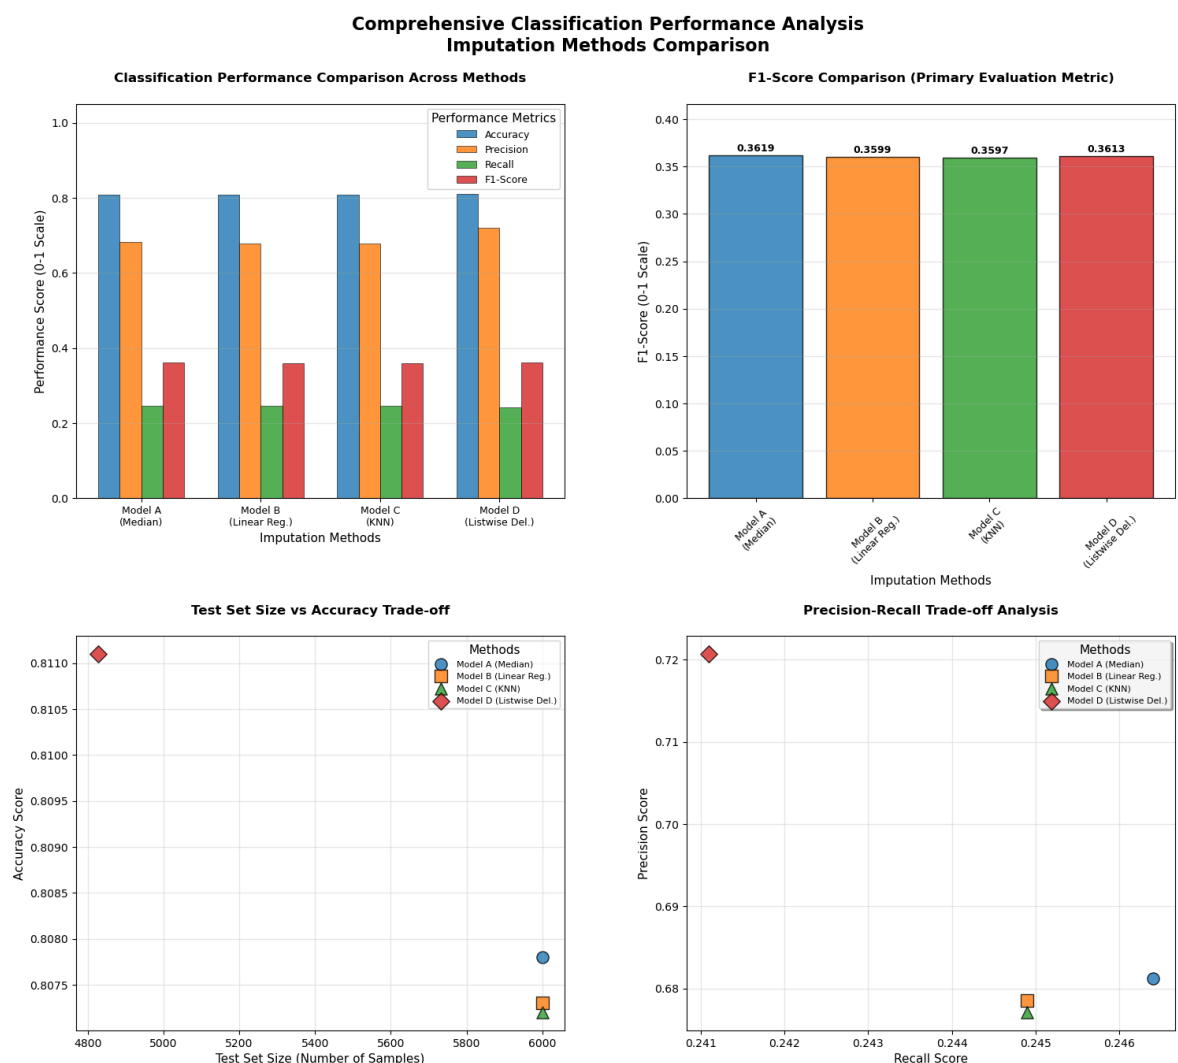 Comprehensive Classification Performance Analysis
Imputation Methods Comparison
Classification Performance Comparison Across Methods
Performance Score (0-1 Scale)
1.0
0.8
0.6
0.4
0.2
0.0
Performance Metrics
Accuracy
Precision
Recall
F1-Score
Model A
(Median)
Model B
(Linear Reg.)
Model C
(KNN)
Model D
(Listwise Del.)
Imputation Methods
F1-Score Comparison (Primary Evaluation Metric)
F1-Score (0-1 Scale)
0.40
0.35
0.30
0.25
0.20
0.15
0.10
0.05
0.00
0.3619
0.3599
0.3597
0.3613
Model A
(Median)
Model B
(Linear Reg.)
Model C
(KNN)
Model D
(Listwise Del.)
Imputation Methods
Test Set Size vs Accuracy Trade-off
Accuracy Score
0.8110
0.8105
0.8100
0.8095
0.8090
0.8085
0.8080
0.8075
Methods
Model A (Median)
Model B (Linear Reg.)
Model C (KNN)
Model D (Listwise Del.)
4800
5000
5200
5400
5600
5800
6000
Test Set Size (Number of Samples)
Precision-Recall Trade-off Analysis
Precision Score
0.72
0.71
0.70
0.69
0.68
Methods
Model A (Median)
Model B (Linear Reg.)
Model C (KNN)
Model D (Listwise Del.)
0.241
0.242
0.243
0.244
0.245
0.246
Recall Score